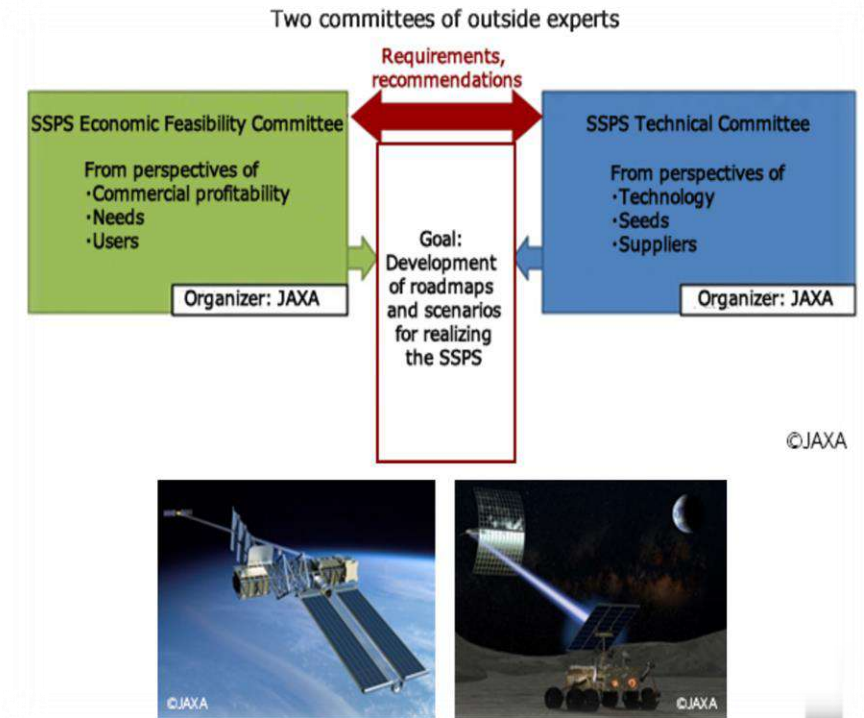 Two committees of outside experts
Requirements,
recommendations
SSPS Economic Feasibility Committee
From perspectives of
・Commercial profitability
・Needs
・Users
Organizer: JAXA
Goal:
Development
of roadmaps
and scenarios
for realizing
the SSPS
SSPS Technical Committee
From perspectives of
・Technology
・Seeds
・Suppliers
Organizer: JAXA
©JAXA
©JAXA
©JAXA